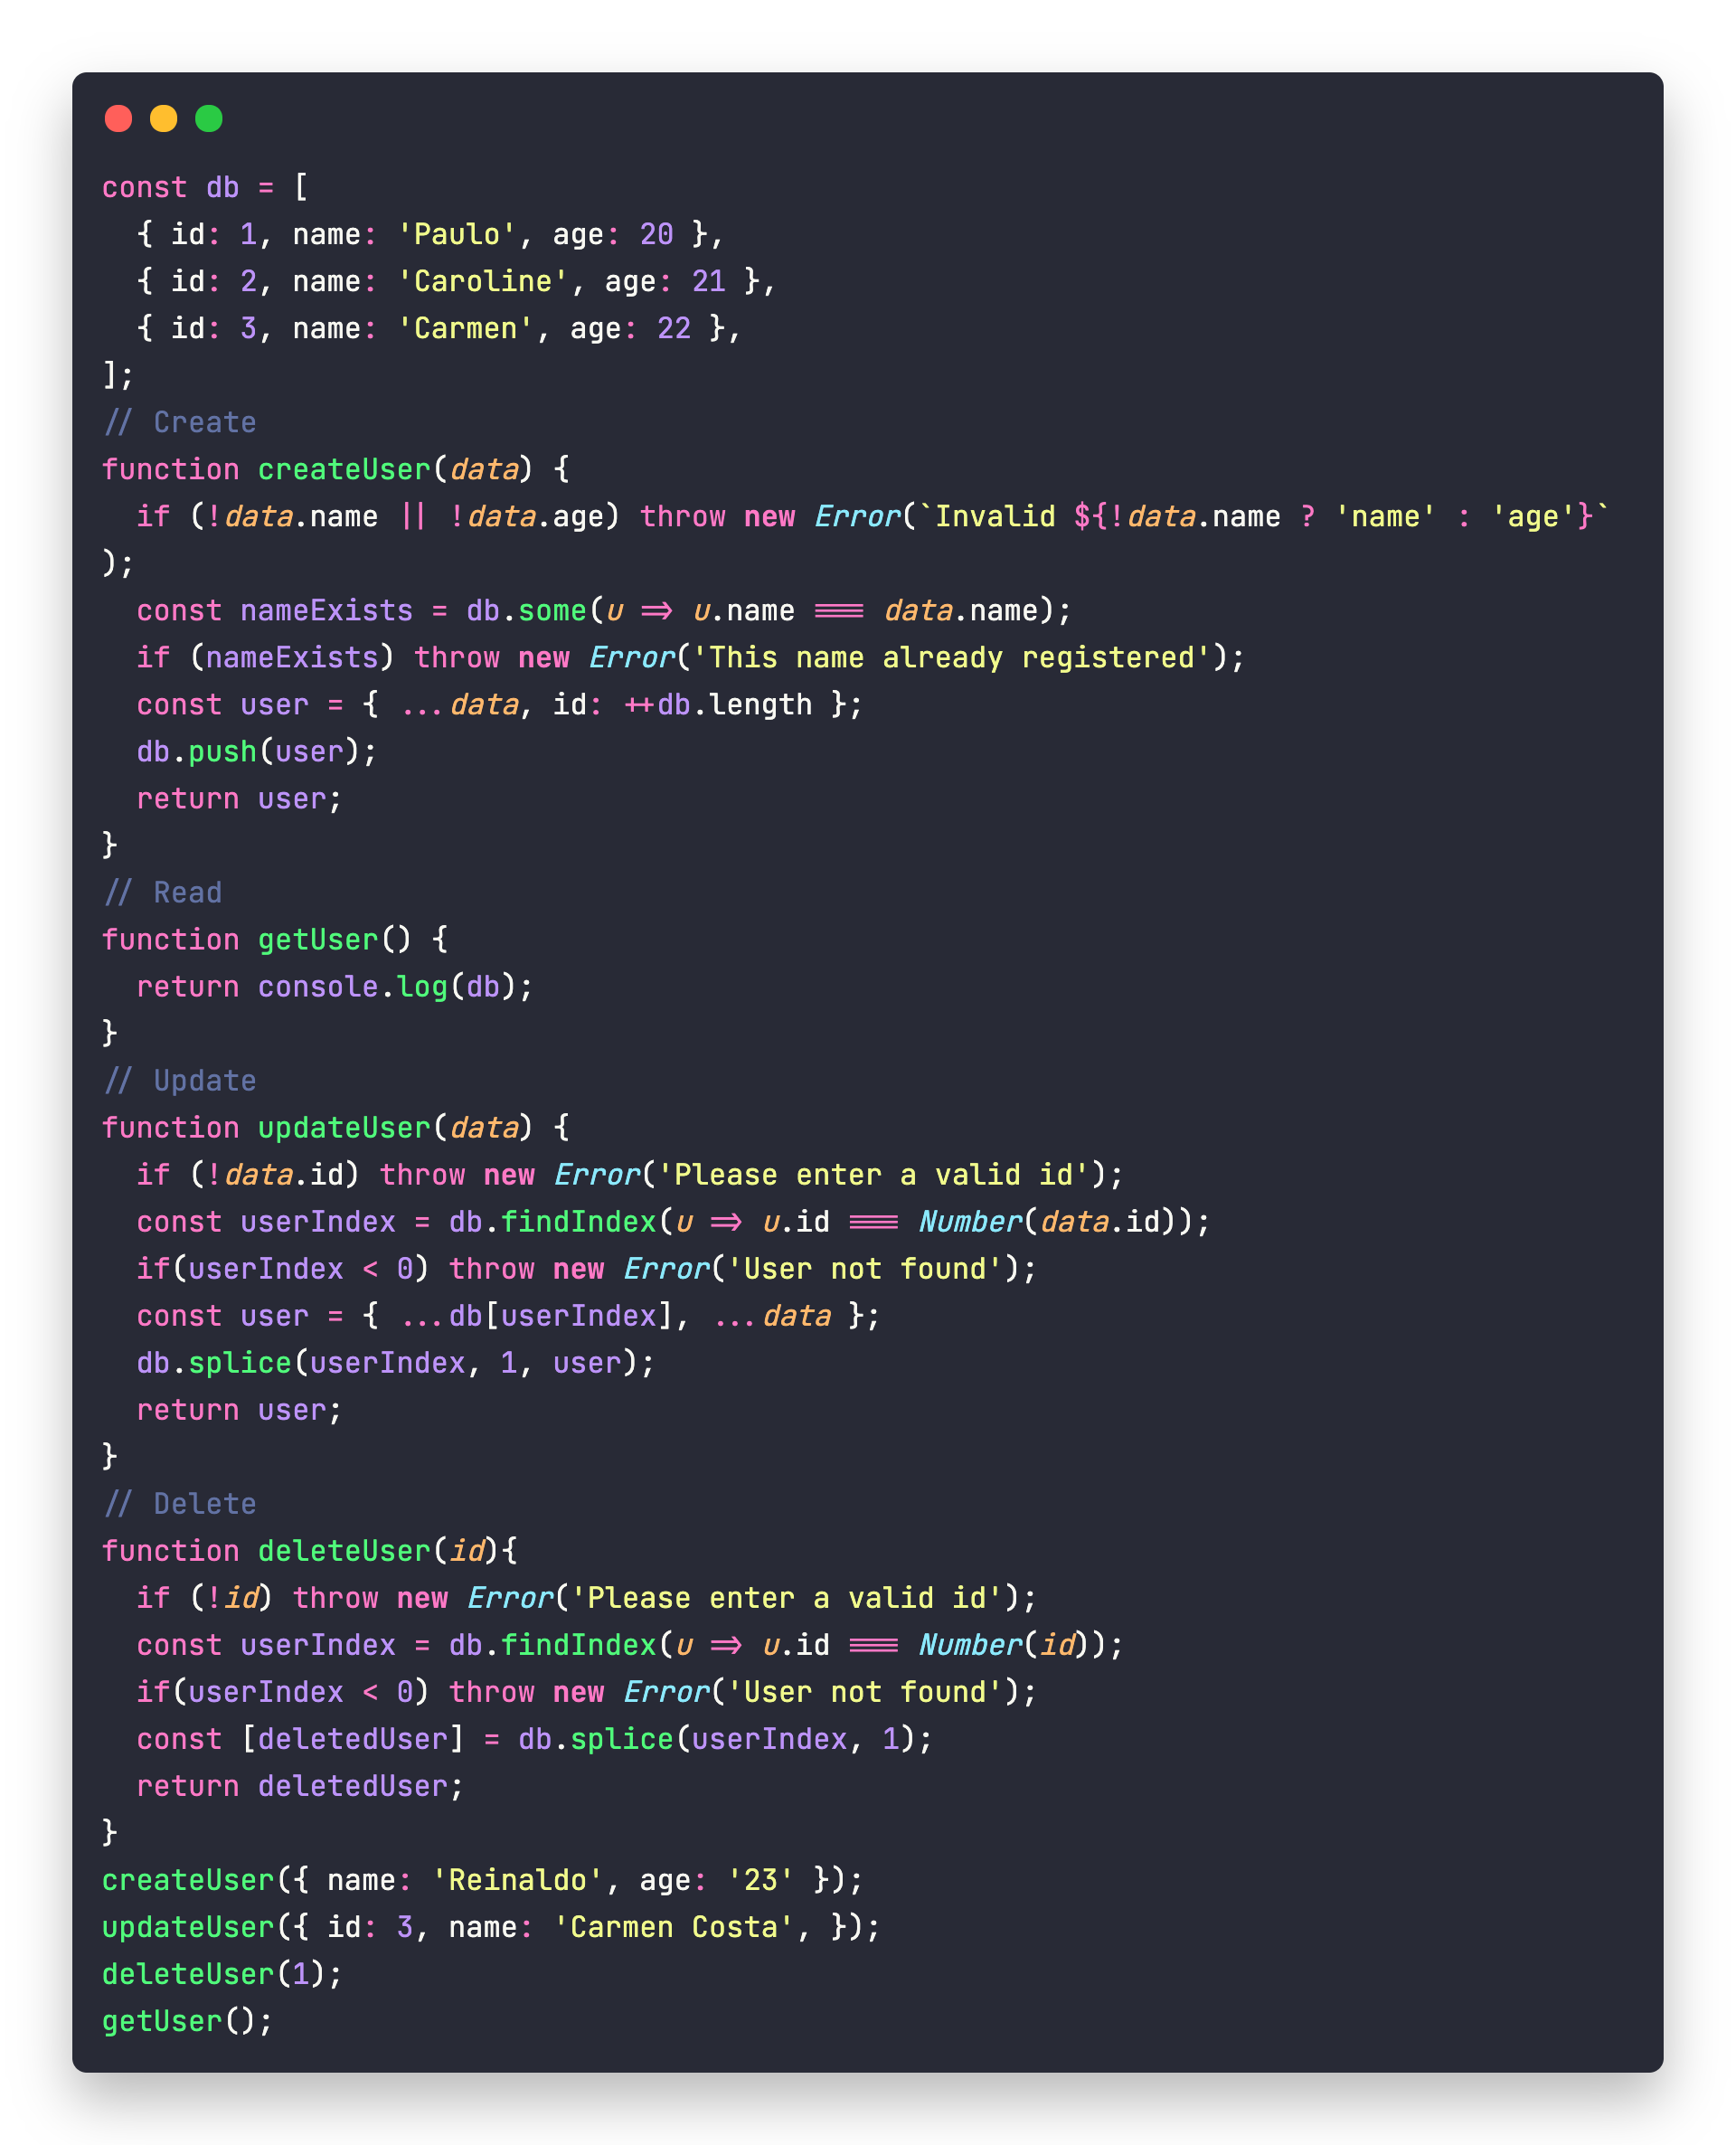 const db = [
  { id: 1, name: 'Paulo', age: 20 },
  { id: 2, name: 'Caroline', age: 21 },
  { id: 3, name: 'Carmen', age: 22 },
];
// Create
function createUser(data) {
  if (!data.name || !data.age) throw new Error(`Invalid ${!data.name ? 'name' : 'age'}`
);
  const nameExists = db.some(u => u.name === data.name);
  if (nameExists) throw new Error('This name already registered');
  const user = { ...data, id: ++db.length };
  db.push(user);
  return user;
}
// Read
function getUser() {
  return console.log(db);
}
// Update
function updateUser(data) {
  if (!data.id) throw new Error('Please enter a valid id');
  const userIndex = db.findIndex(u => u.id === Number(data.id));
  if(userIndex < 0) throw new Error('User not found');
  const user = { ...db[userIndex], ...data };
  db.splice(userIndex, 1, user);
  return user;
}
// Delete
function deleteUser(id){
  if (!id) throw new Error('Please enter a valid id');
  const userIndex = db.findIndex(u => u.id === Number(id));
  if(userIndex < 0) throw new Error('User not found');
  const [deletedUser] = db.splice(userIndex, 1);
  return deletedUser;
}
createUser({ name: 'Reinaldo', age: '23' });
updateUser({ id: 3, name: 'Carmen Costa', });
deleteUser(1);
getUser();